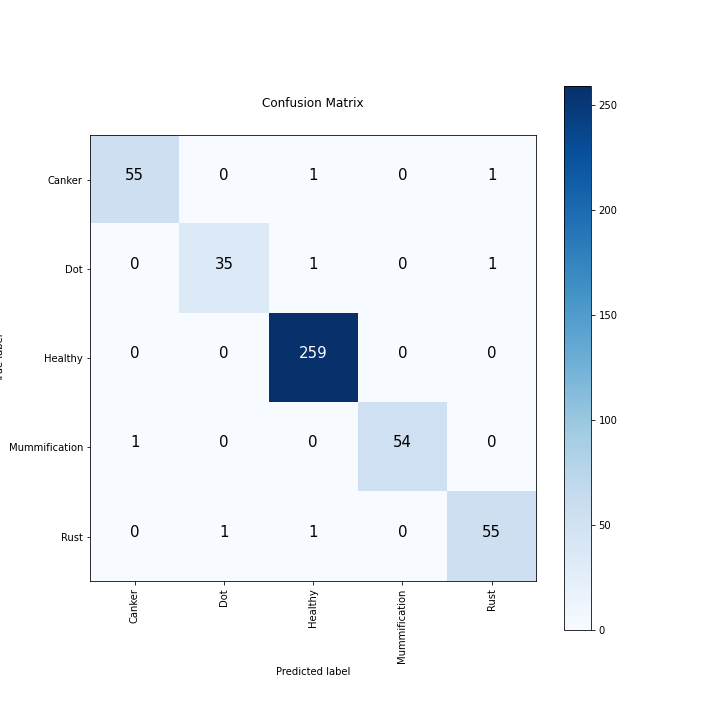 Confusion Matrix
Canker 55 0 1 0 1
Dot 0 35 1 0 1
Healthy 0 0 259 0 0
Mummification 1 0 0 54 0
Rust 0 1 1 0 55
Canker Dot Healthy Mummification Rust
Predicted label
250
200
150
100
50
0